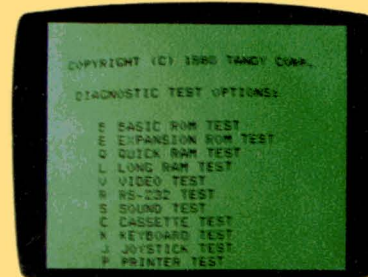 COPYRIGHT (C) 1980 TANDY CORP.
DIAGNOSTIC TEST OPTIONS:
B BASIC ROM TEST
E EXPANSION ROM TEST
Q QUICK RAM TEST
L LONG RAM TEST
V VIDEO TEST
R RS-232 TEST
S SOUND TEST
C CASSETTE TEST
K KEYBOARD TEST
J JOYSTICK TEST
P PRINTER TEST